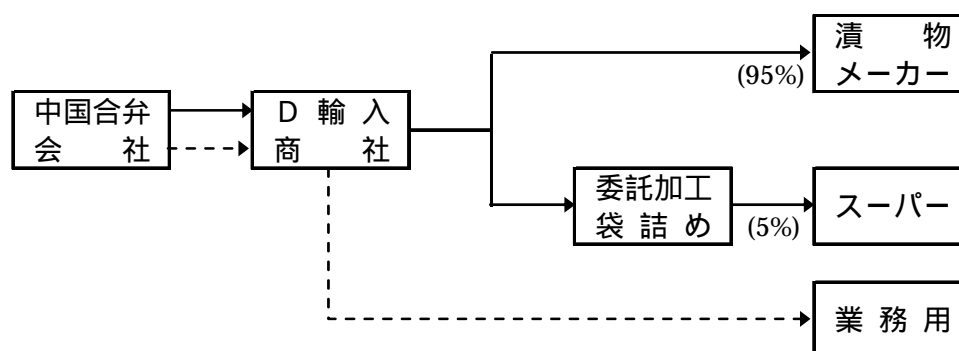 漬物
メーカー
(95%)
中国合弁
会社
D輸入
商社
委託加工
袋詰め
(5%)
スーパー
業務用